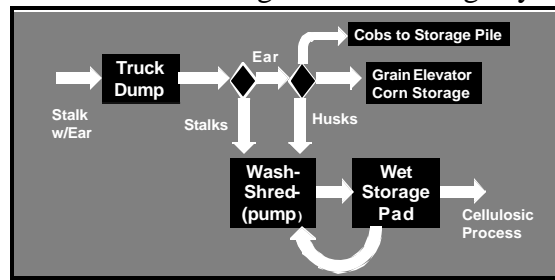 Cobs to Storage Pile
Ear
Truck
Dump
Grain Elevator
Corn Storage
Stalk
w/Ear
Stalks
Husks
Wash-
Shred-
(pump)
Wet
Storage
Pad
Cellulosic
Process